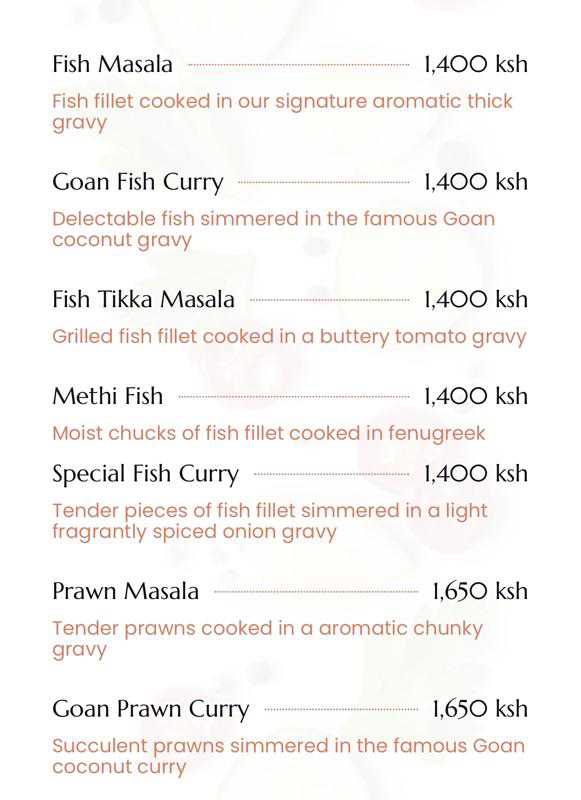 Fish Masala 1,400 ksh
Fish fillet cooked in our signature aromatic thick
gravy
Goan Fish Curry 1,400 ksh
Delectable fish simmered in the famous Goan
coconut gravy
Fish Tikka Masala 1,400 ksh
Grilled fish fillet cooked in a buttery tomato gravy
Methi Fish 1,400 ksh
Moist chucks of fish fillet cooked in fenugreek
Special Fish Curry 1,400 ksh
Tender pieces of fish fillet simmered in a light
fragrantly spiced onion gravy
Prawn Masala 1,650 ksh
Tender prawns cooked in a aromatic chunky
gravy
Goan Prawn Curry 1,650 ksh
Succulent prawns simmered in the famous Goan
coconut curry